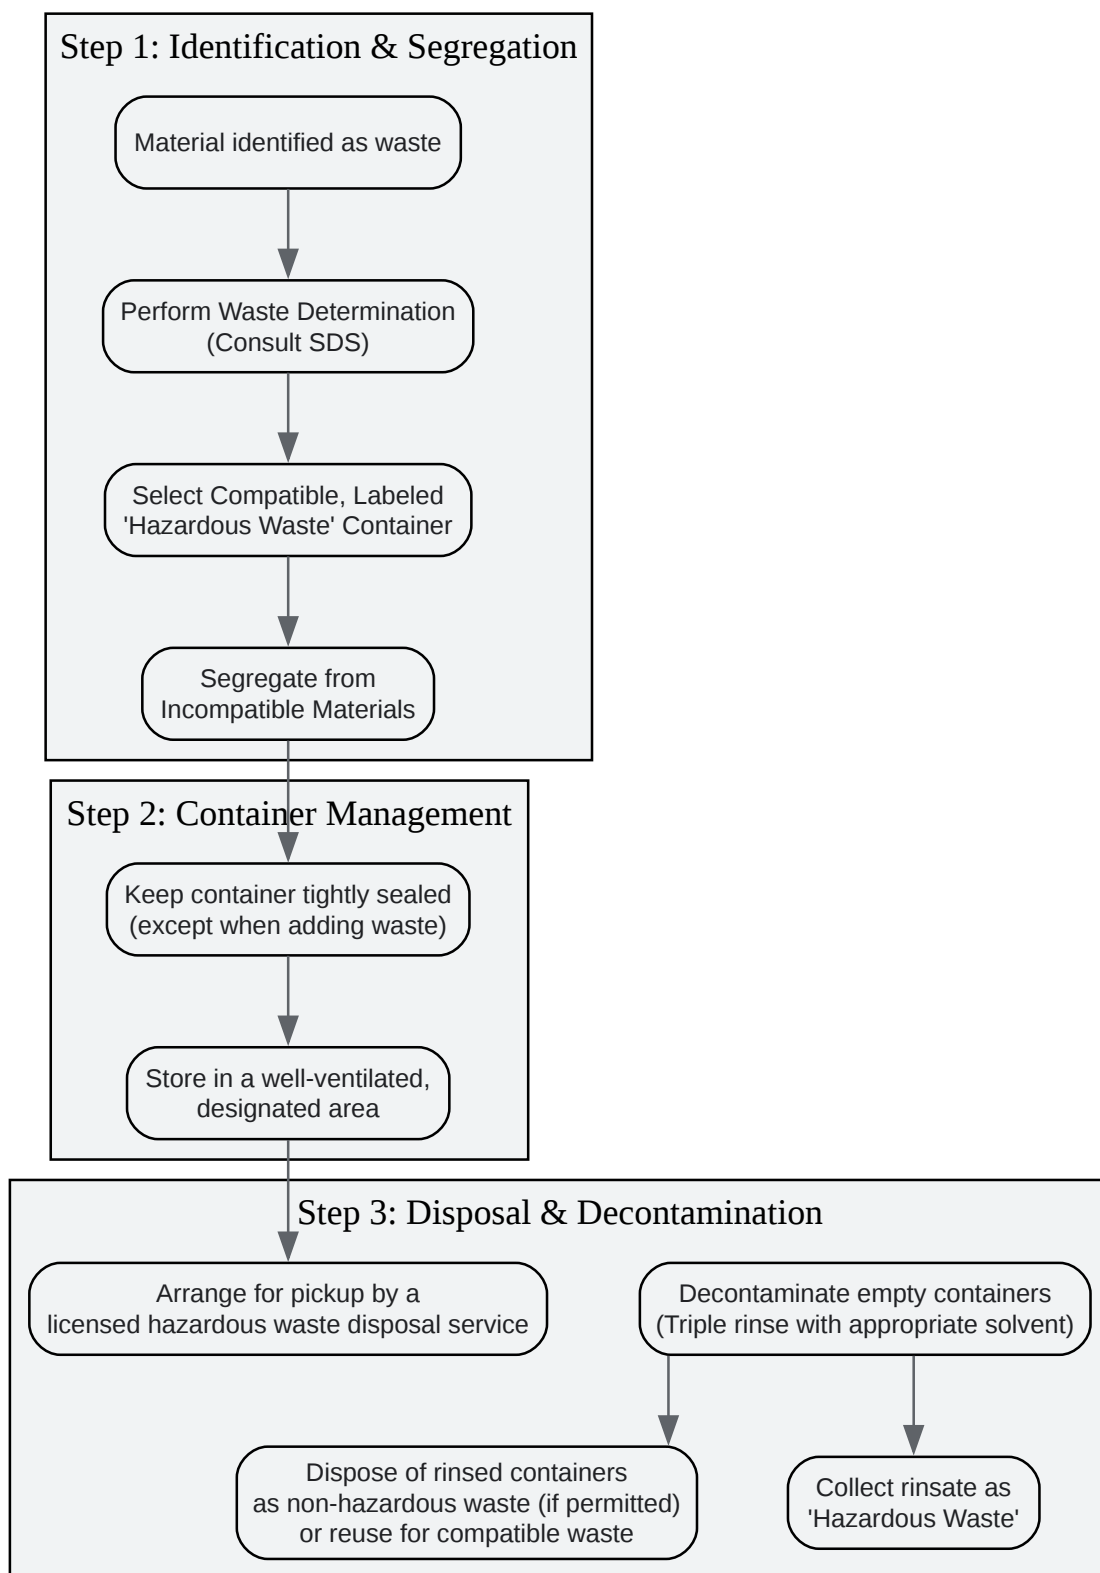 Step 1: Identification & Segregation
Material identified as waste
Perform Waste Determination
(Consult SDS)
Select Compatible, Labeled
'Hazardous Waste' Container
Segregate from
Incompatible Materials
Step 2: Container Management
Keep container tightly sealed
(except when adding waste)
Store in a well-ventilated,
designated area
Step 3: Disposal & Decontamination
Arrange for pickup by a
licensed hazardous waste disposal service
Decontaminate empty containers
(Triple rinse with appropriate solvent)
Dispose of rinsed containers
as non-hazardous waste (if permitted)
or reuse for compatible waste
Collect rinsate as
'Hazardous Waste'